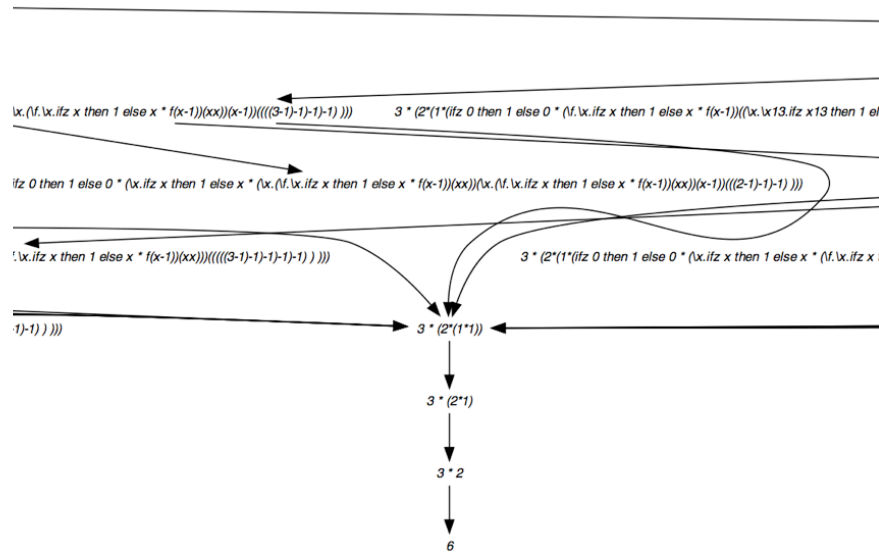 \x.(\f.\x.ifz x then 1 else x * f(x-1))(xx))(x-1))((((3-1)-1)-1)-1) )))
3 * (2*(1*(ifz 0 then 1 else 0 * (\f.\x.ifz x then 1 else x * f(x-1))((\x.\x13.ifz x13 then 1 el
ifz 0 then 1 else 0 * (\x.ifz x then 1 else x * (\x.(\f.\x.ifz x then 1 else x * f(x-1))(xx))(\x.(\f.\x.ifz x then 1 else x * f(x-1))(xx))(x-1))(((2-1)-1)-1) )))
f.\x.ifz x then 1 else x * f(x-1))(xx)))(((((3-1)-1)-1)-1)-1) ) )))
3 * (2*(1*(ifz 0 then 1 else 0 * (\x.ifz x then 1 else x * (\f.\x.ifz x t
-1)-1) ) )))
3 * (2*(1*1))
3 * (2*1)
3 * 2
6